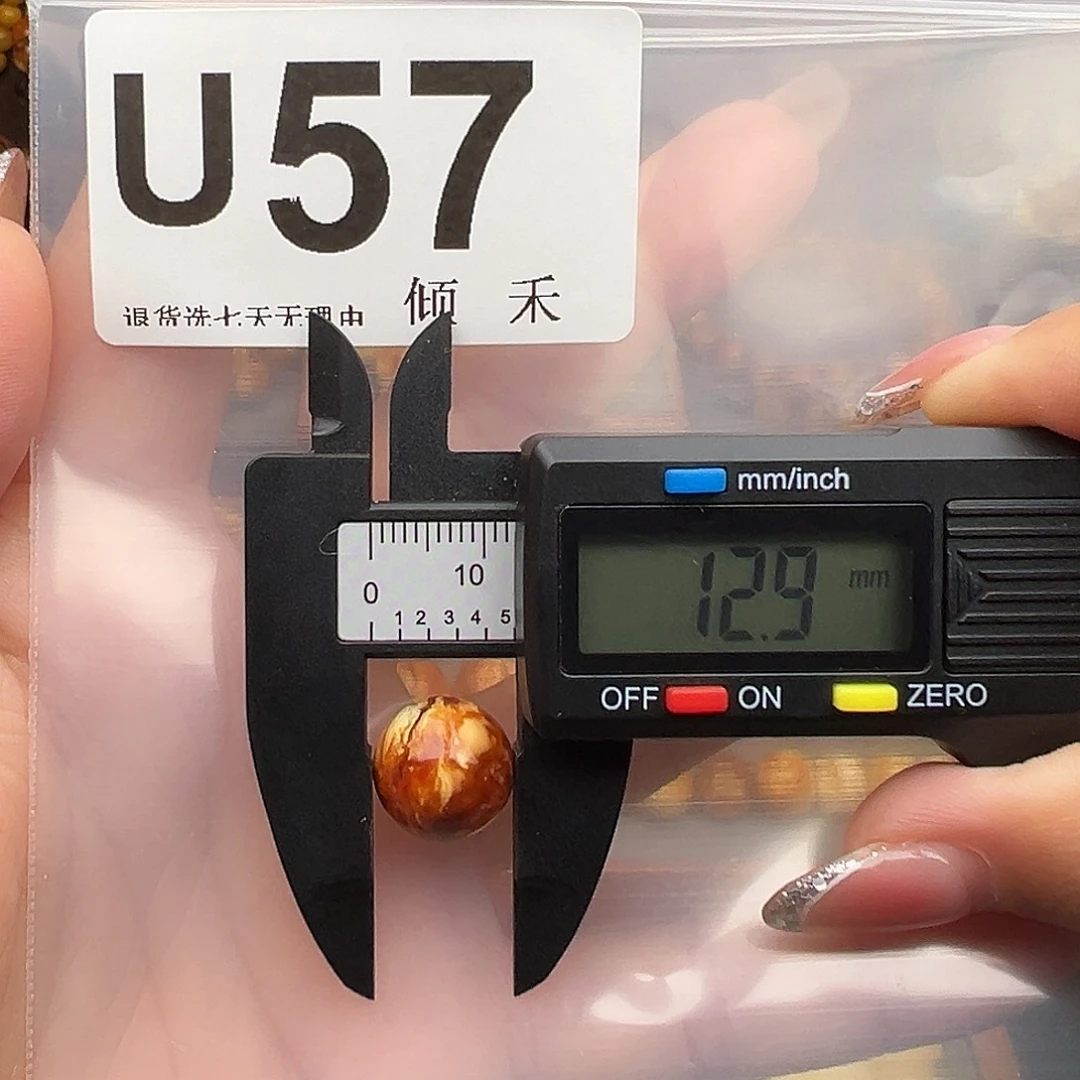 U57
退货选七天无理由 倾 禾
mm/inch
12.9 mm
0 10
1 2 3 4 5
OFF ON ZERO